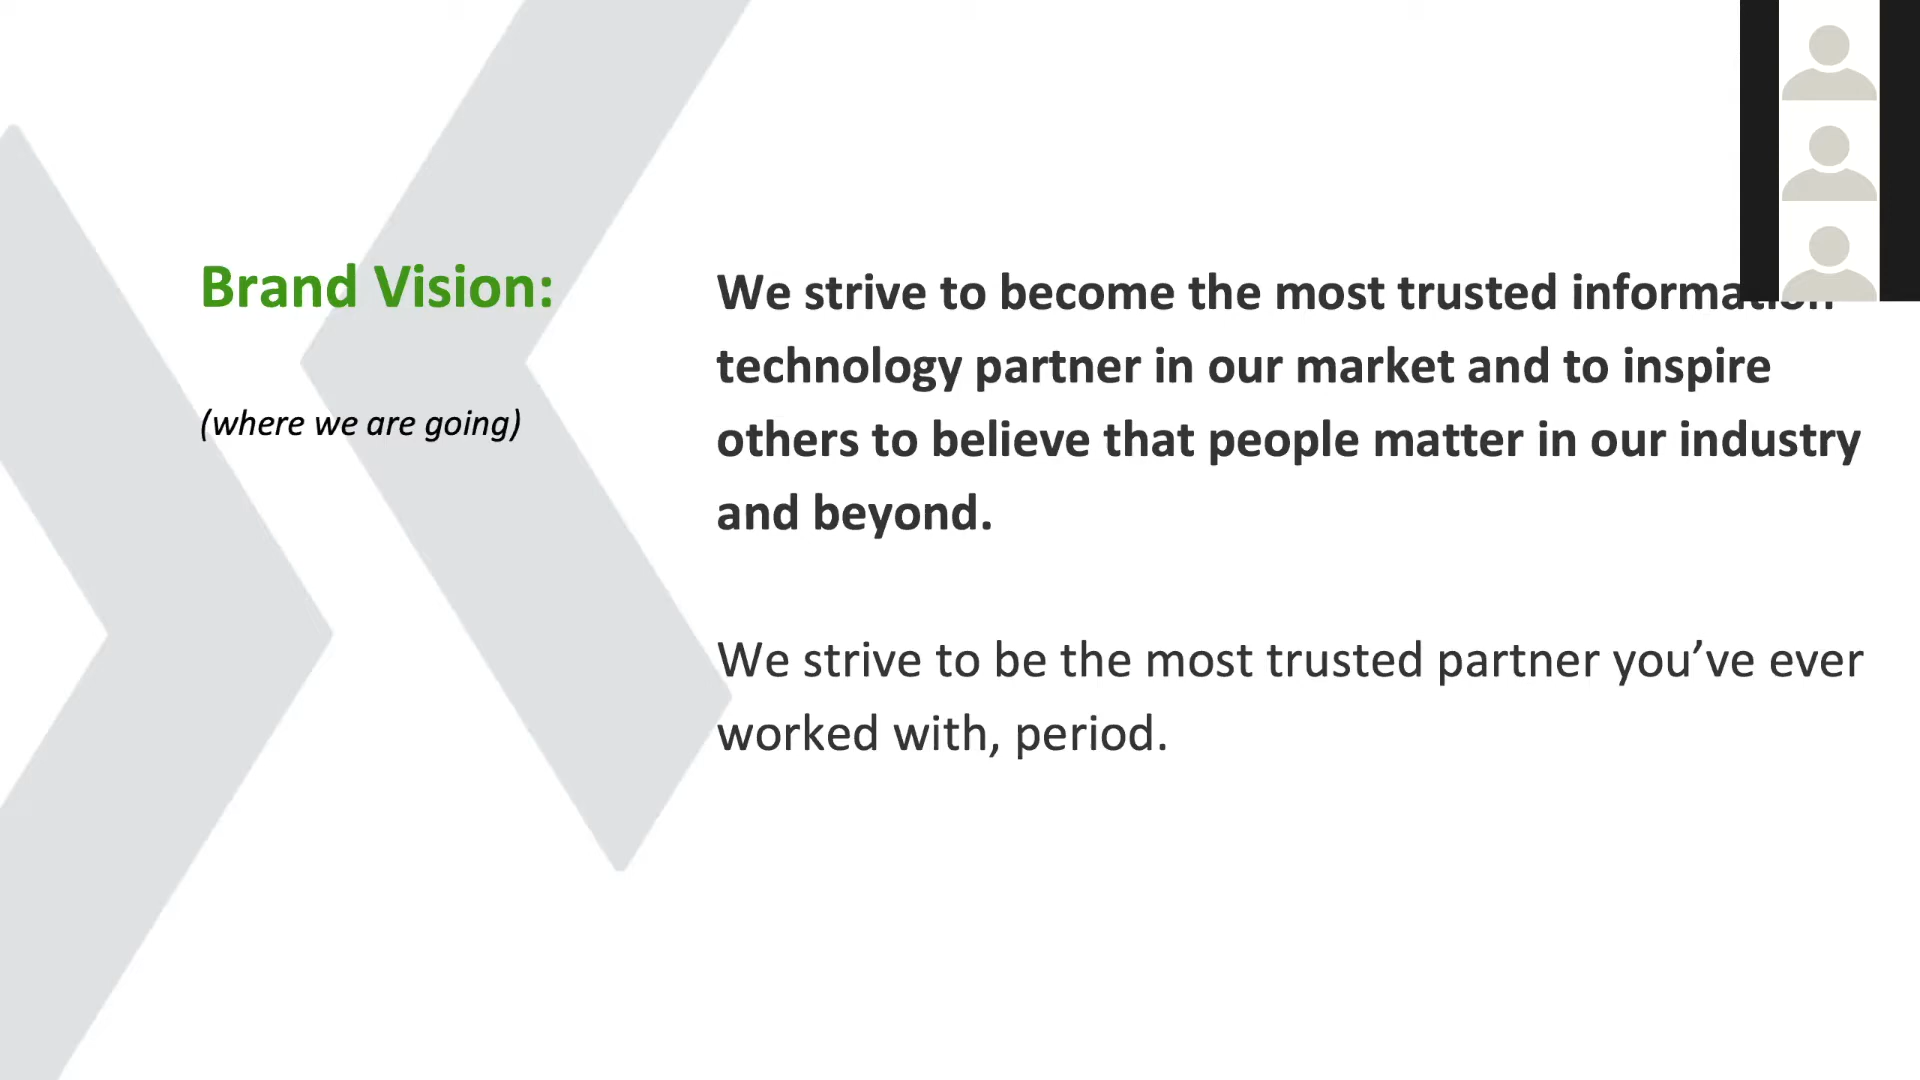 Brand Vision:
(where we are going)
We strive to become the most trusted information
technology partner in our market and to inspire
others to believe that people matter in our industry
and beyond.
We strive to be the most trusted partner you’ve ever
worked with, period.